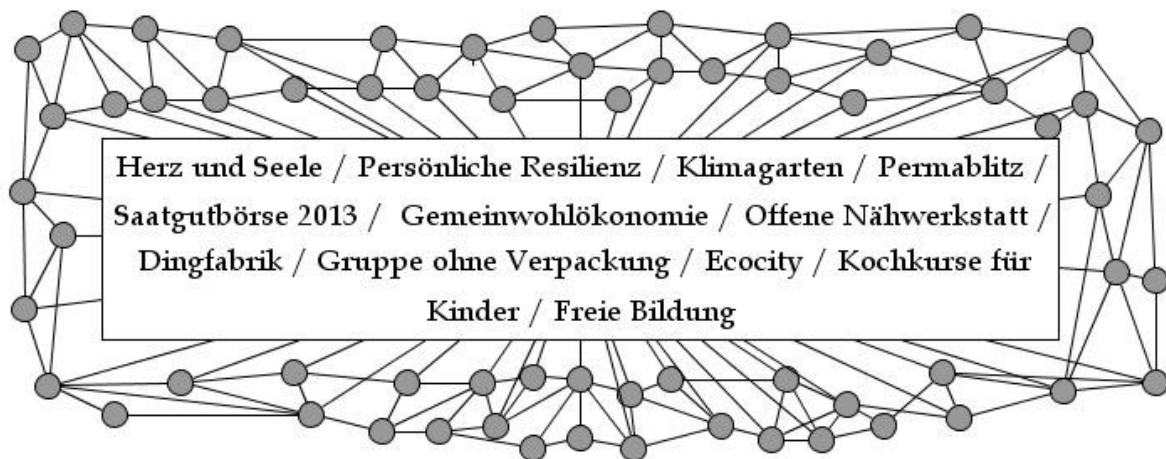 Herz und Seele / Persönliche Resilienz / Klimagarten / Permablitz /
Saatgutbörse 2013 / Gemeinwohlökonomie / Offene Nähwerkstatt /
Dingfabrik / Gruppe ohne Verpackung / Ecocity / Kochkurse für
Kinder / Freie Bildung